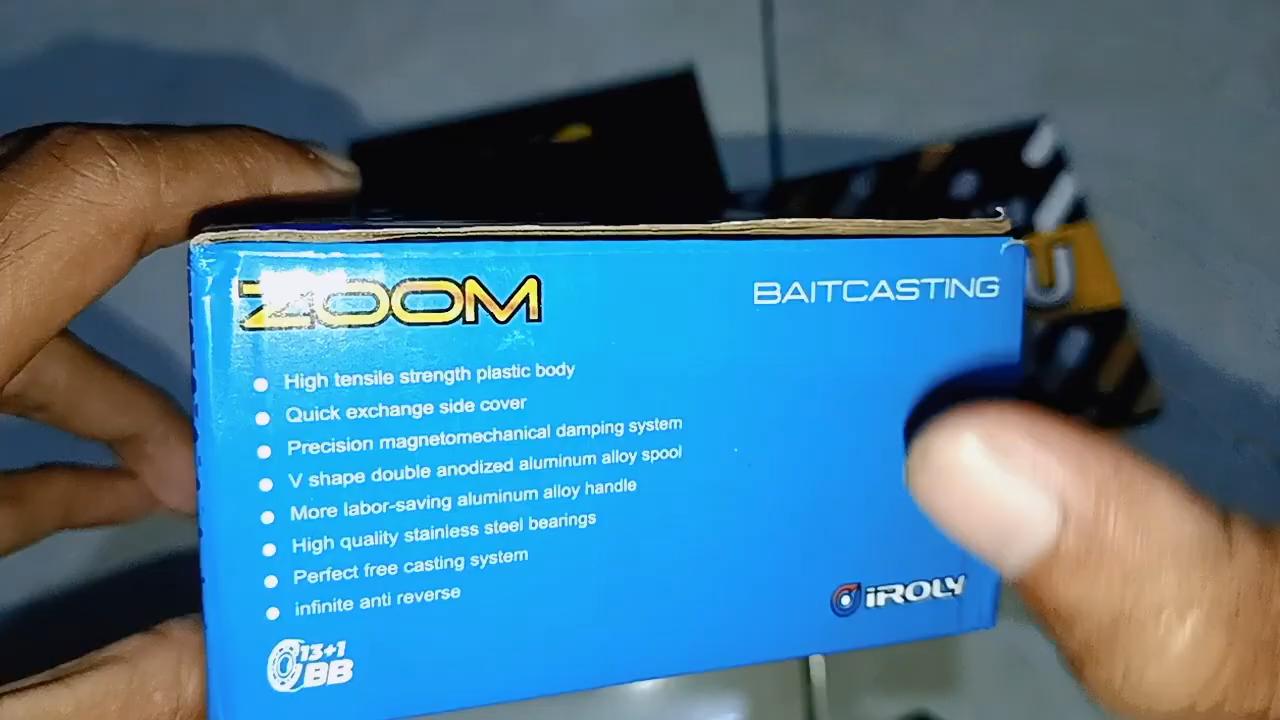 ZOOM
BAITCASTING
High tensile strength plastic body
Quick exchange side cover
Precision magnetomechanical damping system
V shape double anodized aluminum alloy spool
More labor-saving aluminum alloy handle
High quality stainless steel bearings
Perfect free casting system
infinite anti reverse
iROLY
13+1
BB
U